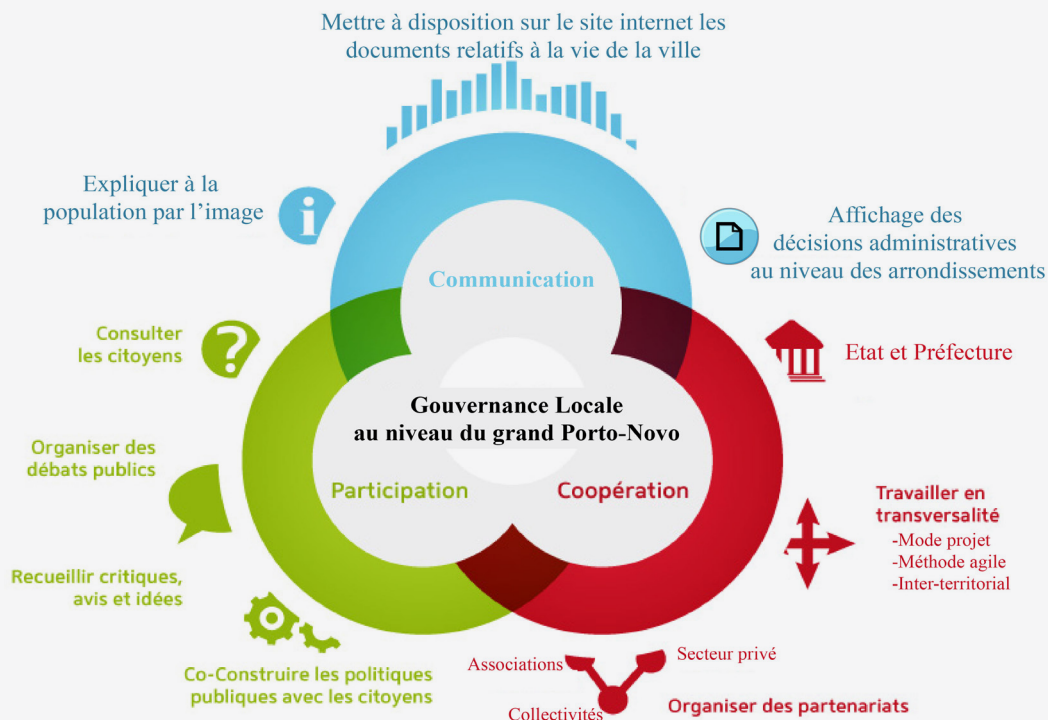 Mettre à disposition sur le site internet les
documents relatifs à la vie de la ville
Expliquer à la
population par l'image
Affichage des
décisions administratives
au niveau des arrondissements
Communication
Consulter
les citoyens
Etat et Préfecture
Gouvernance Locale
au niveau du grand Porto-Novo
Organiser des
débats publics
Participation
Coopération
Travailler en
transversalité
-Mode projet
-Méthode agile
-Inter-territorial
Recueillir critiques,
avis et idées
Co-Construire les politiques
publiques avec les citoyens
Associations
Secteur privé
Collectivités
Organiser des partenariats